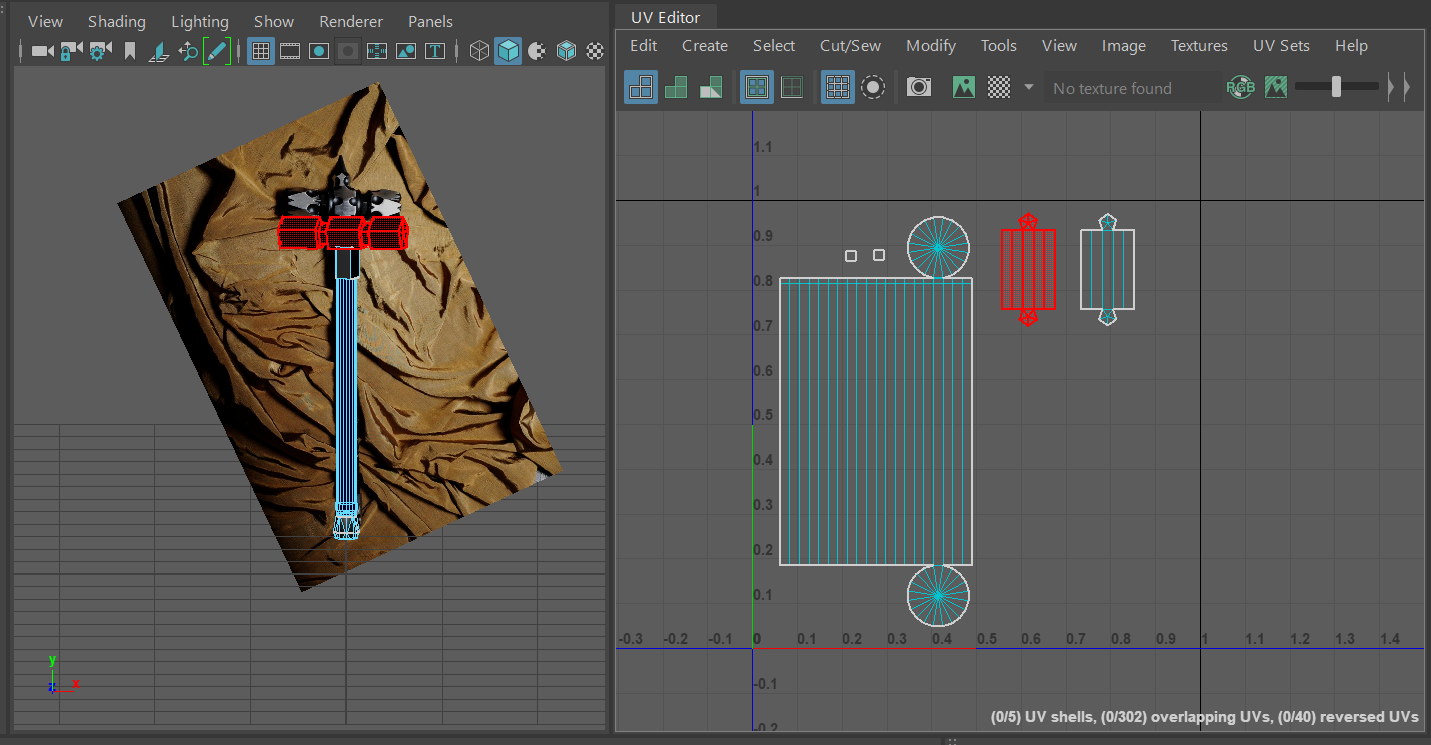 View Shading Lighting Show Renderer Panels
UV Editor
Edit Create Select Cut/Sew Modify Tools View Image Textures UV Sets Help
T
No texture found
RGB
1.1
1
0.9
0.8
0.7
0.6
0.5
0.4
0.3
0.2
0.1
-0.3 -0.2 -0.1 0 0.1 0.2 0.3 0.4 0.5 0.6 0.7 0.8 0.9 1 1.1 1.2 1.3 1.4
-0.1
-0.2
(0/5) UV shells, (0/302) overlapping UVs, (0/40) reversed UVs
y
z x